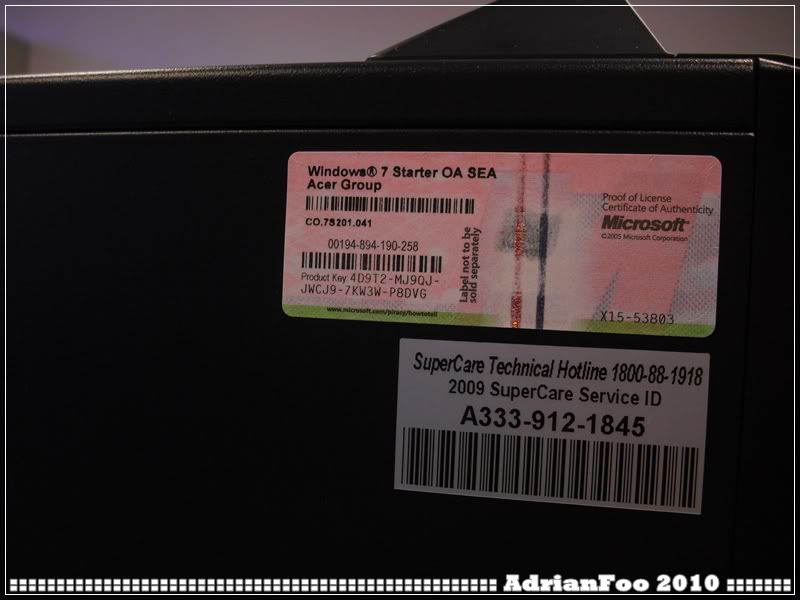 Windows® 7 Starter OA SEA
Acer Group
CO.7S201.041
00194-894-190-258
Product Key: 4D9T2-MJ9QJ-
JWCJ9-7KW3W-P8DVG
www.microsoft.com/piracy/howtotell
Label not to be
sold separately
Proof of License
Certificate of Authenticity
Microsoft®
©2005 Microsoft Corporation
X15-53803
SuperCare Technical Hotline 1800-88-1918
2009 SuperCare Service ID
A333-912-1845
AdrianFoo 2010